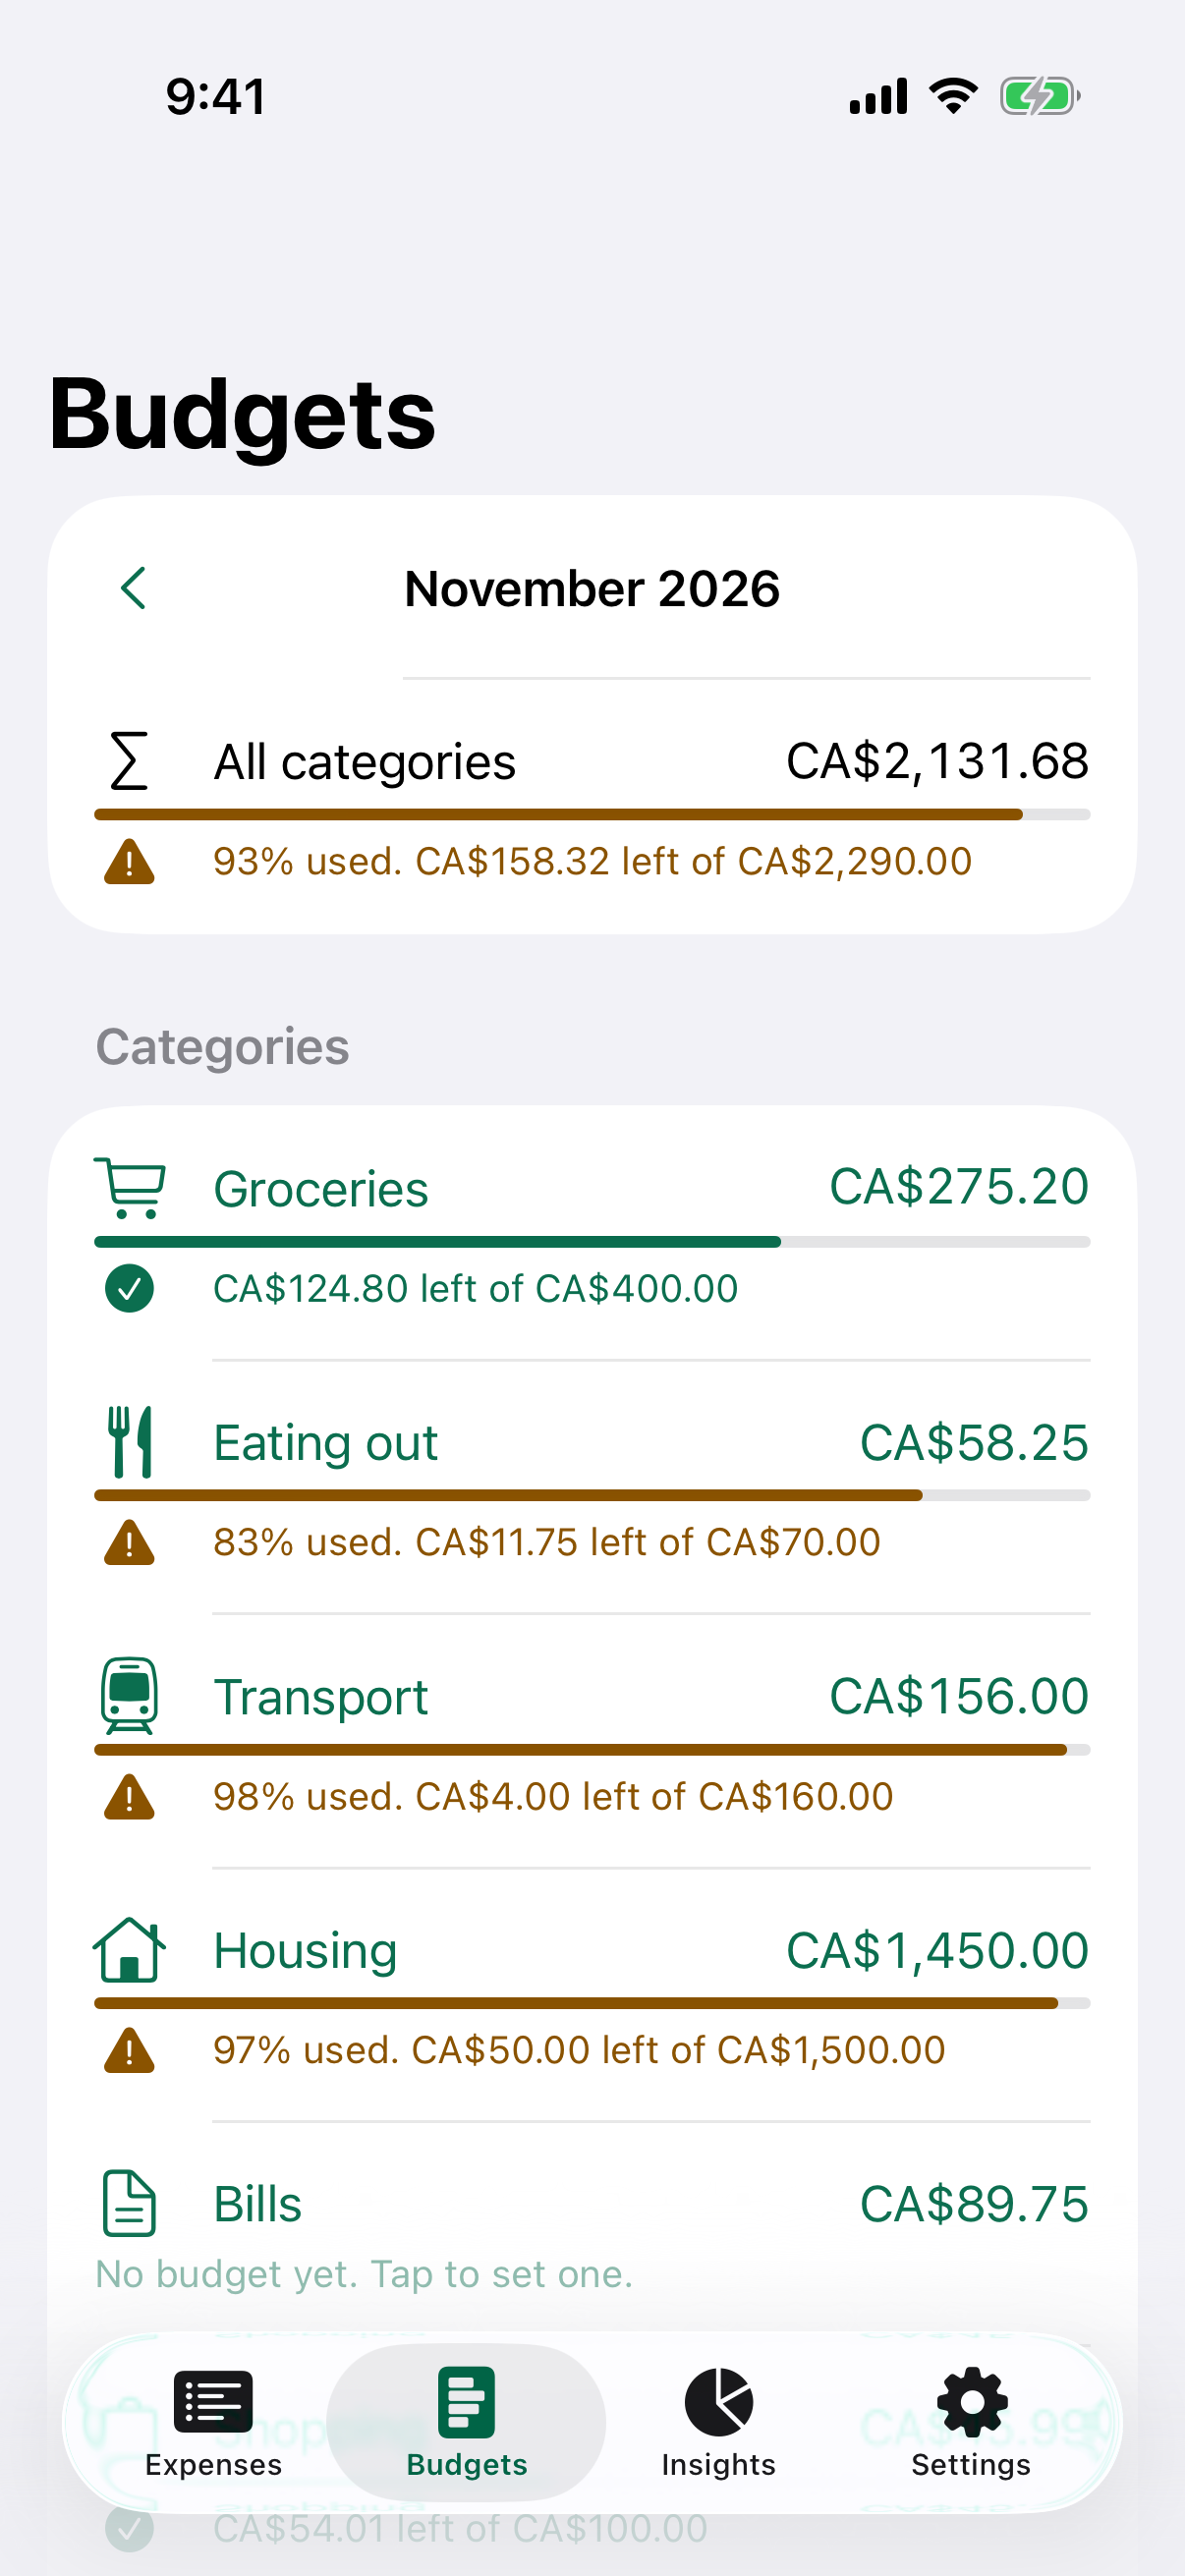 9:41
Budgets
November 2026
All categories CA$2,131.68
93% used. CA$158.32 left of CA$2,290.00
Categories
Groceries CA$275.20
CA$124.80 left of CA$400.00
Eating out CA$58.25
83% used. CA$11.75 left of CA$70.00
Transport CA$156.00
98% used. CA$4.00 left of CA$160.00
Housing CA$1,450.00
97% used. CA$50.00 left of CA$1,500.00
Bills CA$89.75
No budget yet. Tap to set one.
Expenses Budgets Insights Settings
CA$54.01 left of CA$100.00